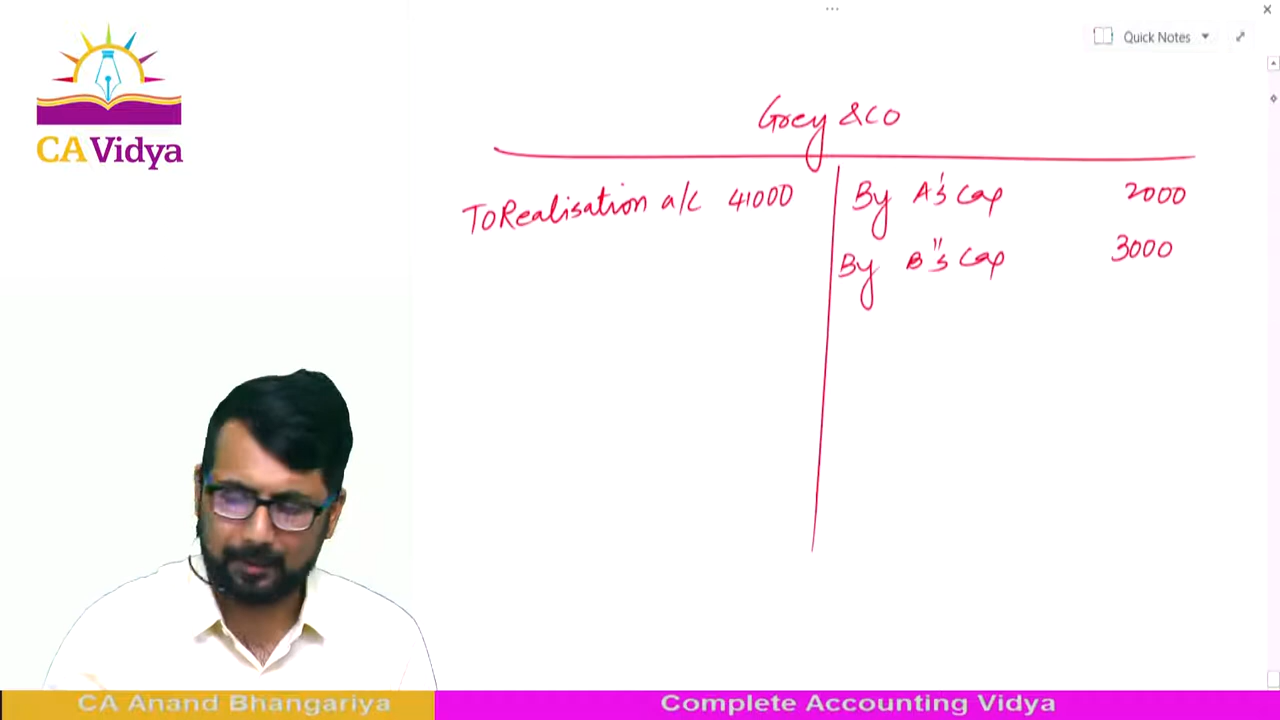 Quick Notes
CA Vidya
Grey & CO
To Realisation a/c 41000
By A's Cap 2000
By B's Cap 3000
CA Anand Bhangariya
Complete Accounting Vidya